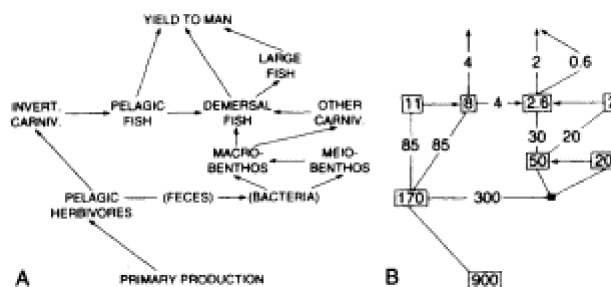 YIELD TO MAN
LARGE
FISH
INVERT.
CARNIV.
PELAGIC
FISH
DEMERSAL
FISH
OTHER
CARNIV.
MACRO-
BENTHOS
MEIO-
BENTHOS
PELAGIC
HERBIVORES
(FECES)
(BACTERIA)
A
PRIMARY PRODUCTION
4
2
0.6
11
8
4
2.6
85
85
30
20
50
20
170
300
B
900